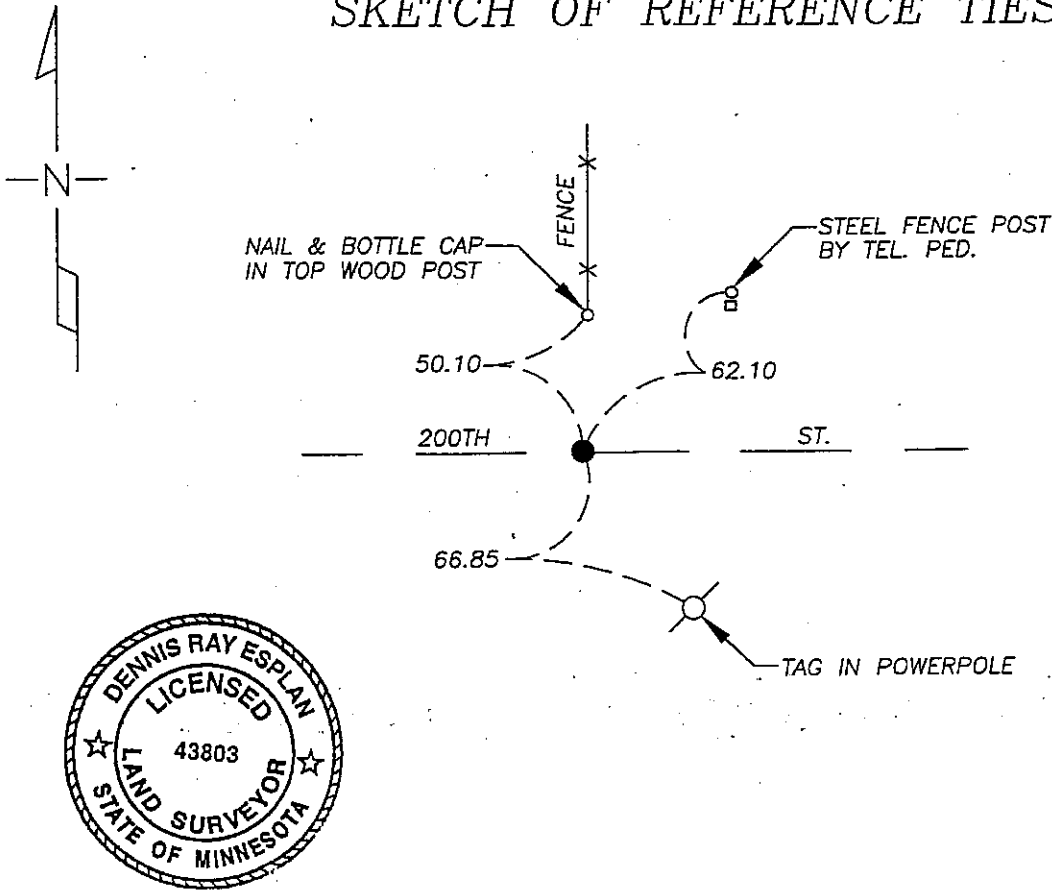 SKETCH OF REFERENCE TIES
N
FENCE
NAIL & BOTTLE CAP
IN TOP WOOD POST
STEEL FENCE POST
BY TEL. PED.
50.10
62.10
200TH
ST.
66.85
TAG IN POWERPOLE
DENNIS RAY ESPLAN
LICENSED
43803
LAND SURVEYOR
STATE OF MINNESOTA